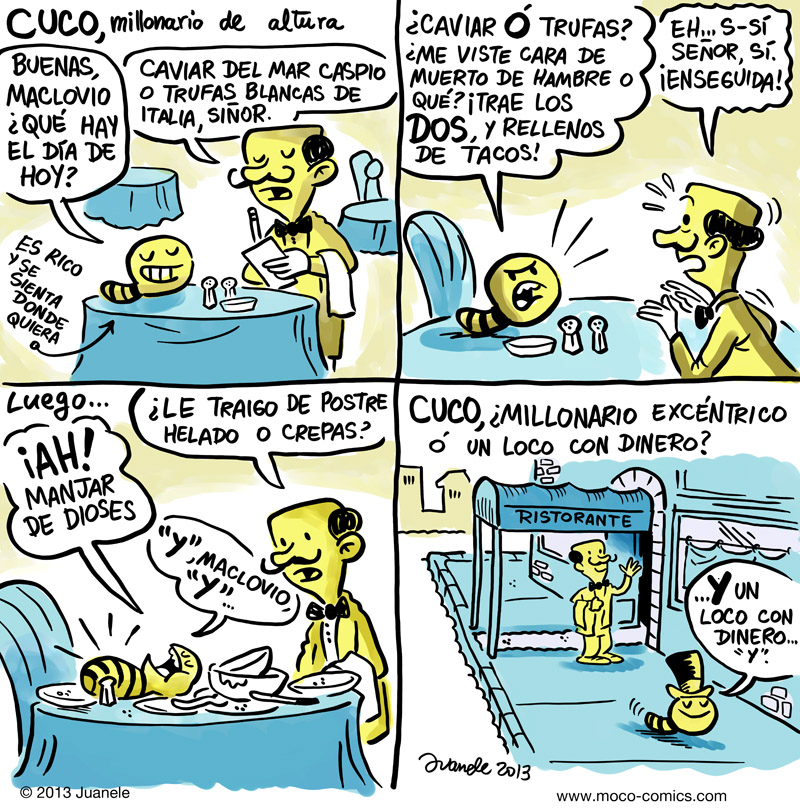 CUCO, millonario de altura
BUENAS,
MACLOVIO
¿QUÉ HAY
EL DÍA DE
HOY?
CAVIAR DEL MAR CASPIO
O TRUFAS BLANCAS DE
ITALIA, SIÑOR.
ES RICO
Y SE
SIENTA
DONDE
QUIERA
¿CAVIAR Ó TRUFAS?
¿ME VISTE CARA DE
MUERTO DE HAMBRE O
QUÉ? ¡TRAE LOS
DOS, Y RELLENOS
DE TACOS!
EH... S-SÍ
SEÑOR, SÍ.
¡ENSEGUIDA!
Luego...
¡AH!
MANJAR
DE DIOSES
¿LE TRAIGO DE POSTRE
HELADO O CREPAS?
"Y", MACLOVIO,
"Y"...
CUCO, ¿MILLONARIO EXCÉNTRICO
Ó UN LOCO CON DINERO?
RISTORANTE
...Y UN
LOCO CON
DINERO...
"Y".
Juanele 2013
© 2013 Juanele
www.moco-comics.com